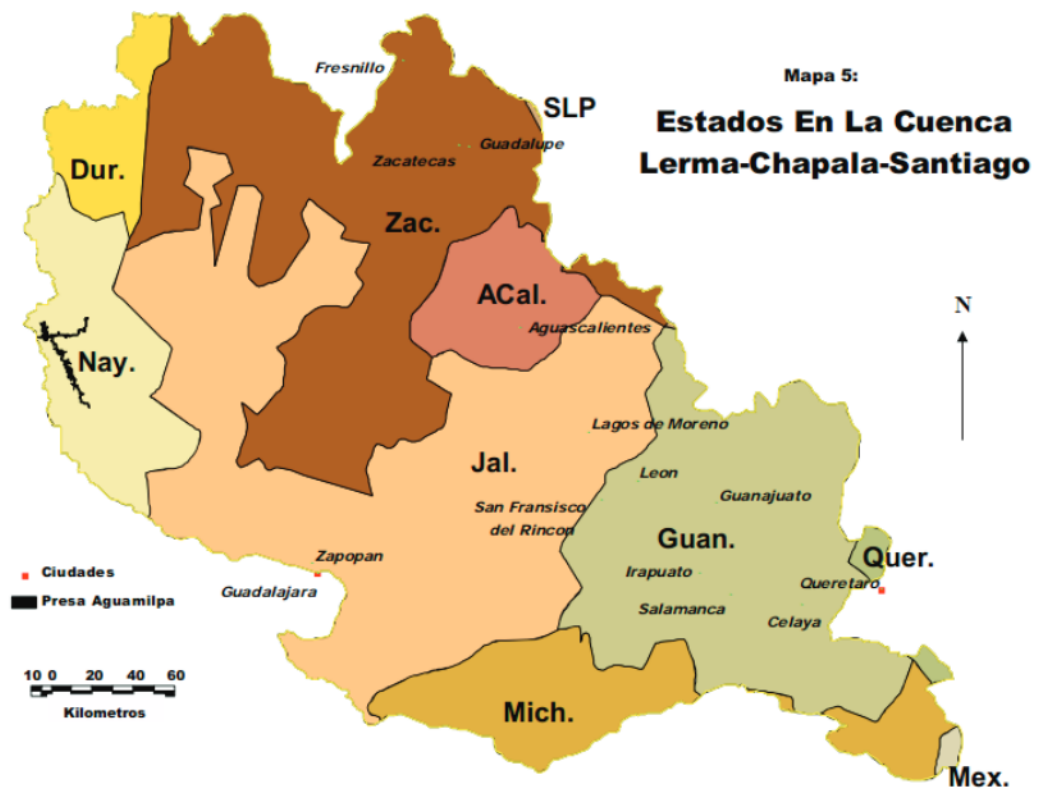 Mapa 5:
Estados En La Cuenca
Lerma-Chapala-Santiago
Fresnillo
SLP
Guadalupe
Zacatecas
Dur.
Zac.
ACal.
Aguascalientes
N
Nay.
Lagos de Moreno
Jal.
Leon
Guanajuato
San Fransisco
del Rincon
Guan.
Zapopan
Quer.
Ciudades
Irapuato
Queretaro
Guadalajara
Presa Aguamilpa
Salamanca
Celaya
10 0 20 40 60
Kilometros
Mich.
Mex.